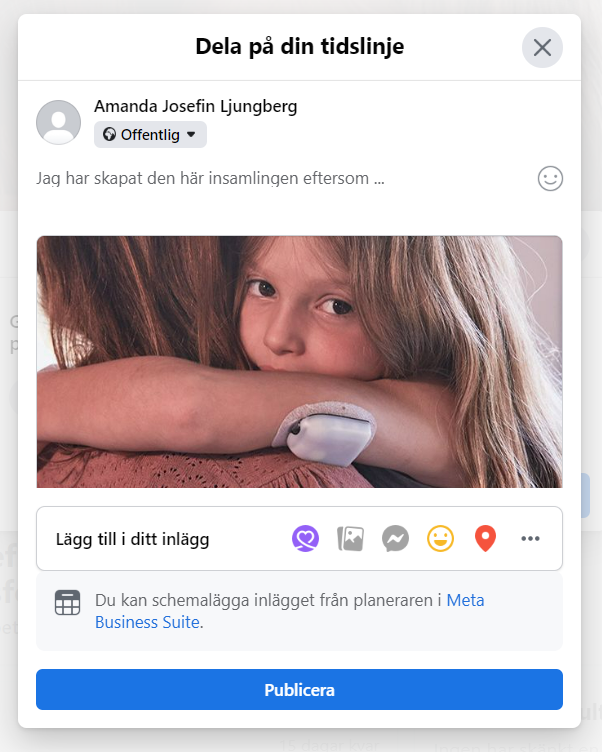 Dela på din tidslinje
Amanda Josefin Ljungberg
Offentlig
Jag har skapat den här insamlingen eftersom ...
Lägg till i ditt inlägg
Du kan schemalägga inlägget från planeraren i Meta
Business Suite.
Publicera